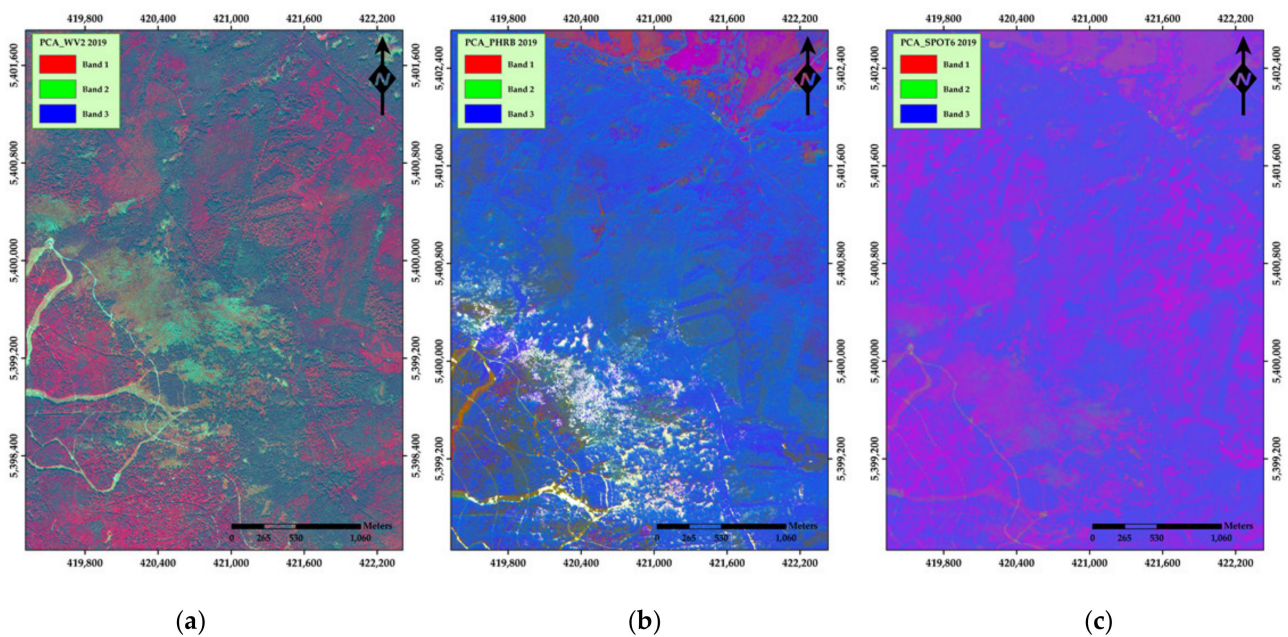 419,800 420,400 421,000 421,600 422,200
PCA_WV2 2019
Band 1
Band 2
Band 3
N
5,401,600
5,400,800
5,400,000
5,399,200
5,398,400
5,401,600
5,400,800
5,400,000
5,399,200
5,398,400
Meters
0 265 530 1,060
419,800 420,400 421,000 421,600 422,200
(a)
419,800 420,400 421,000 421,600 422,200
PCA_PHRB 2019
Band 1
Band 2
Band 3
N
5,402,400
5,401,600
5,400,800
5,400,000
5,399,200
5,402,400
5,401,600
5,400,800
5,400,000
5,399,200
Meters
0 265 530 1,060
419,800 420,400 421,000 421,600 422,200
(b)
419,800 420,400 421,000 421,600 422,200
PCA_SPOT6 2019
Band 1
Band 2
Band 3
N
5,402,400
5,401,600
5,400,800
5,400,000
5,399,200
5,402,400
5,401,600
5,400,800
5,400,000
5,399,200
Meters
0 265 530 1,060
419,800 420,400 421,000 421,600 422,200
(c)